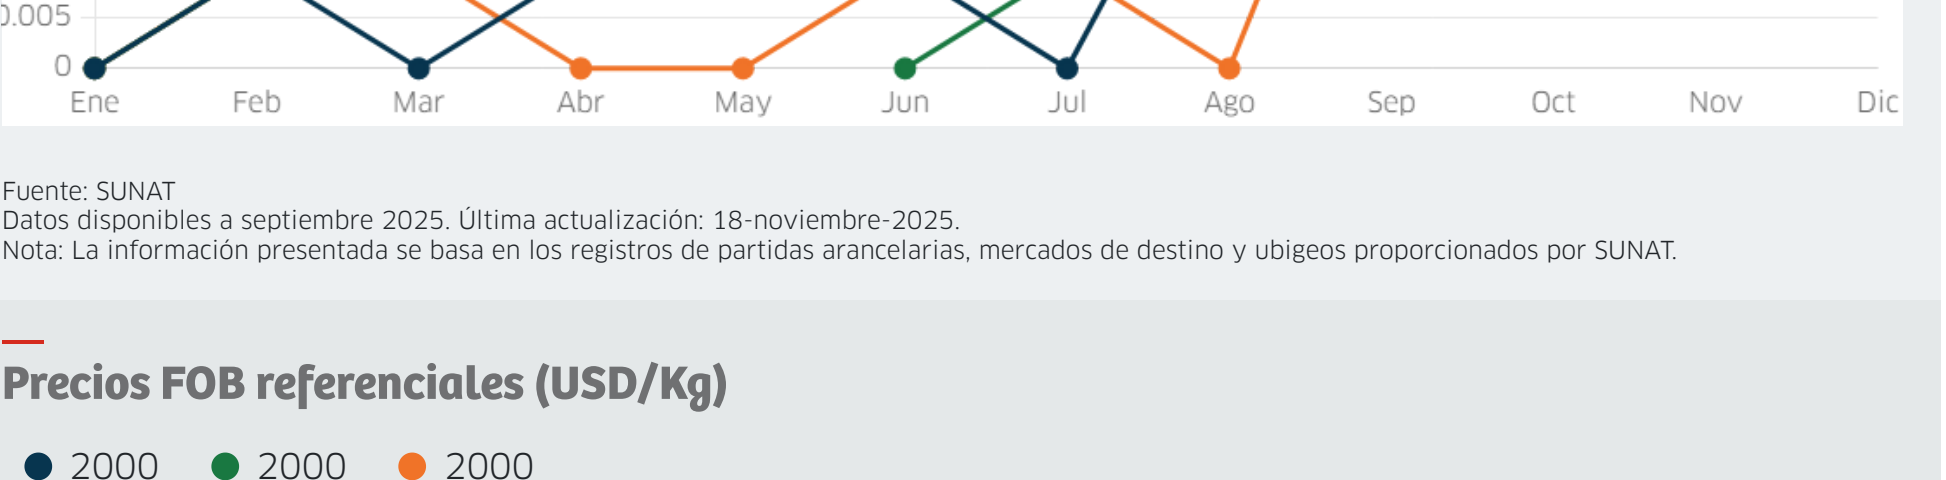 0.005
0
Ene Feb Mar Abr May Jun Jul Ago Sep Oct Nov Dic
Fuente: SUNAT
Datos disponibles a septiembre 2025. Última actualización: 18-noviembre-2025.
Nota: La información presentada se basa en los registros de partidas arancelarias, mercados de destino y ubigeos proporcionados por SUNAT.
Precios FOB referenciales (USD/Kg)
2000 2000 2000